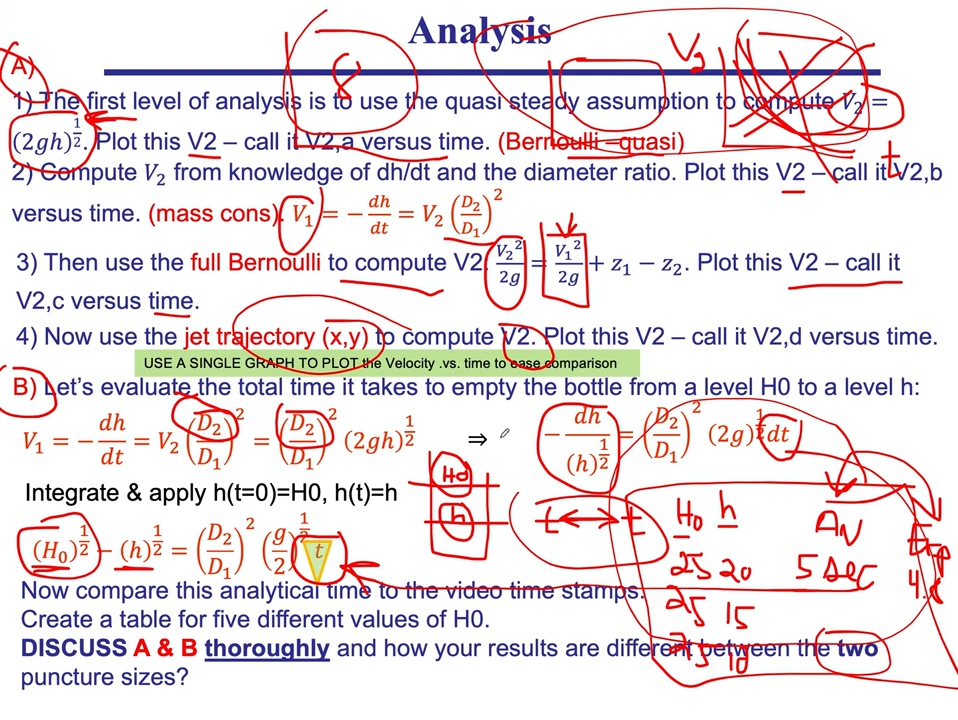 Analysis
A)
1) The first level of analysis is to use the quasi steady assumption to compute V₂ =
(2gh)^(1/2). Plot this V2 – call it V2,a versus time. (Bernoulli –quasi)
2) Compute V₂ from knowledge of dh/dt and the diameter ratio. Plot this V2 – call it V2,b
versus time. (mass cons). V₁ = − dh/dt = V₂ (D₂/D₁)²
3) Then use the full Bernoulli to compute V2. V₂²/2g = V₁²/2g + z₁ − z₂. Plot this V2 – call it
V2,c versus time.
4) Now use the jet trajectory (x,y) to compute V2. Plot this V2 – call it V2,d versus time.
USE A SINGLE GRAPH TO PLOT the Velocity .vs. time to ease comparison
B) Let's evaluate the total time it takes to empty the bottle from a level H0 to a level h:
V₁ = − dh/dt = V₂ (D₂/D₁)² = (D₂/D₁)² (2gh)^(1/2) ⇒ − dh/(h)^(1/2) = (D₂/D₁)² (2g)^(1/2) dt
Integrate & apply h(t=0)=H0, h(t)=h
(H₀)^(1/2) − (h)^(1/2) = (D₂/D₁)² (g/2)^(1/2) t
Now compare this analytical time to the video time stamps.
Create a table for five different values of H0.
DISCUSS A & B thoroughly and how your results are different between the two
puncture sizes?
8
V2
t
H0
h
H0 h An Exp
25 20 5 sec 4.8
25 15
25 10